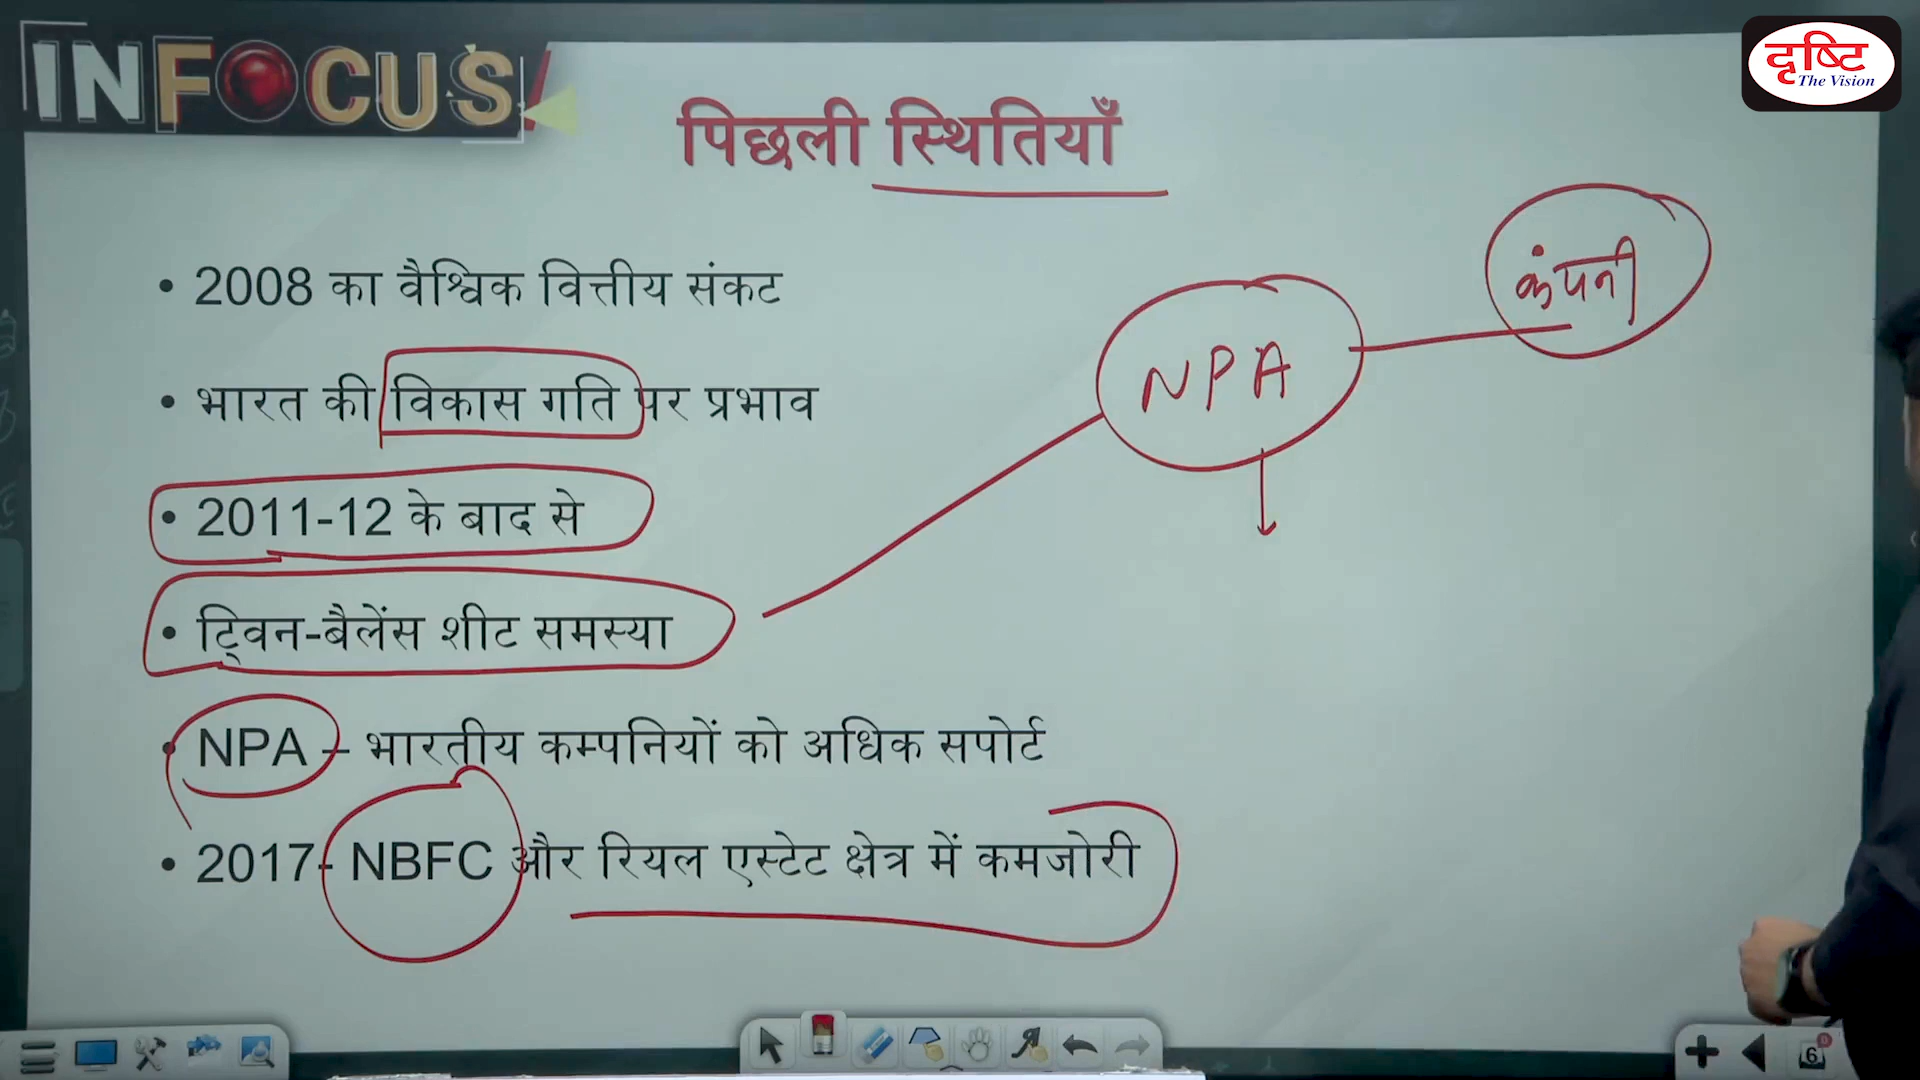 INFOCUS
दृष्टि
The Vision
पिछली स्थितियाँ
• 2008 का वैश्विक वित्तीय संकट
• भारत की विकास गति पर प्रभाव
• 2011-12 के बाद से
• ट्विन-बैलेंस शीट समस्या
• NPA – भारतीय कम्पनियों को अधिक सपोर्ट
• 2017- NBFC और रियल एस्टेट क्षेत्र में कमजोरी
NPA
कंपनी
6